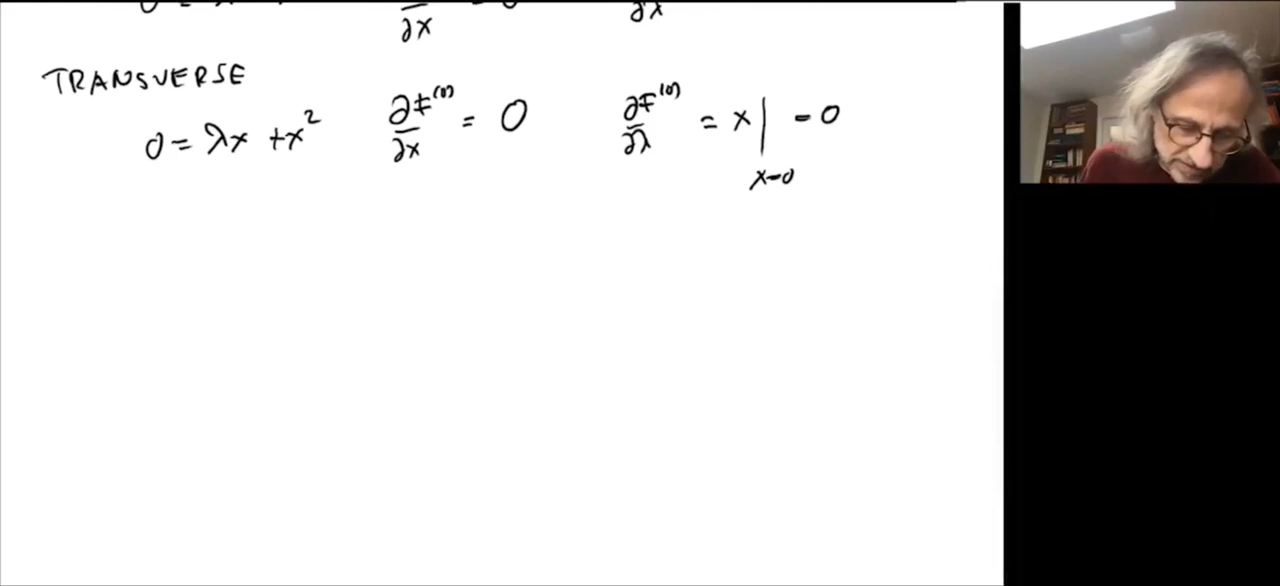 ∂x
∂x
TRANSVERSE
0 = λx + x² ∂F⁽⁰⁾/∂x = 0 ∂F⁽⁰⁾/∂λ = x |ₓ₌₀ = 0